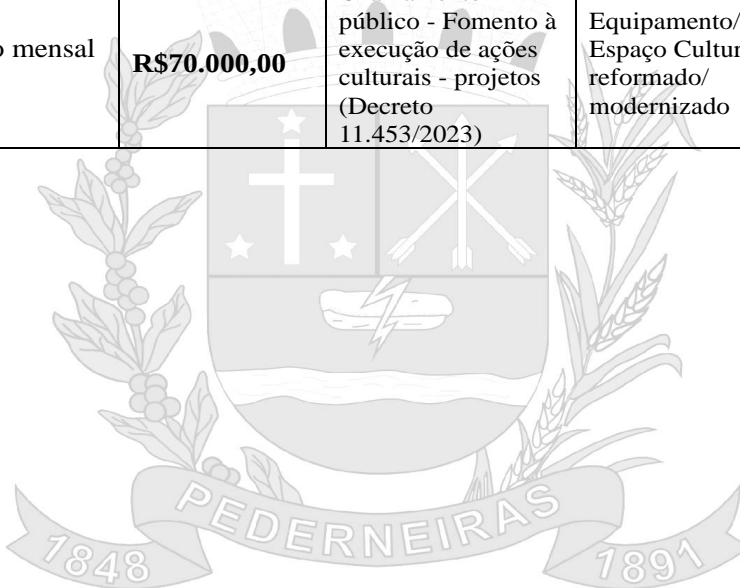 o mensal
R$70.000,00
público - Fomento à
execução de ações
culturais - projetos
(Decreto
11.453/2023)
Equipamento/
Espaço Cultur
reformado/
modernizado
PEDERNEIRAS
1848
1891